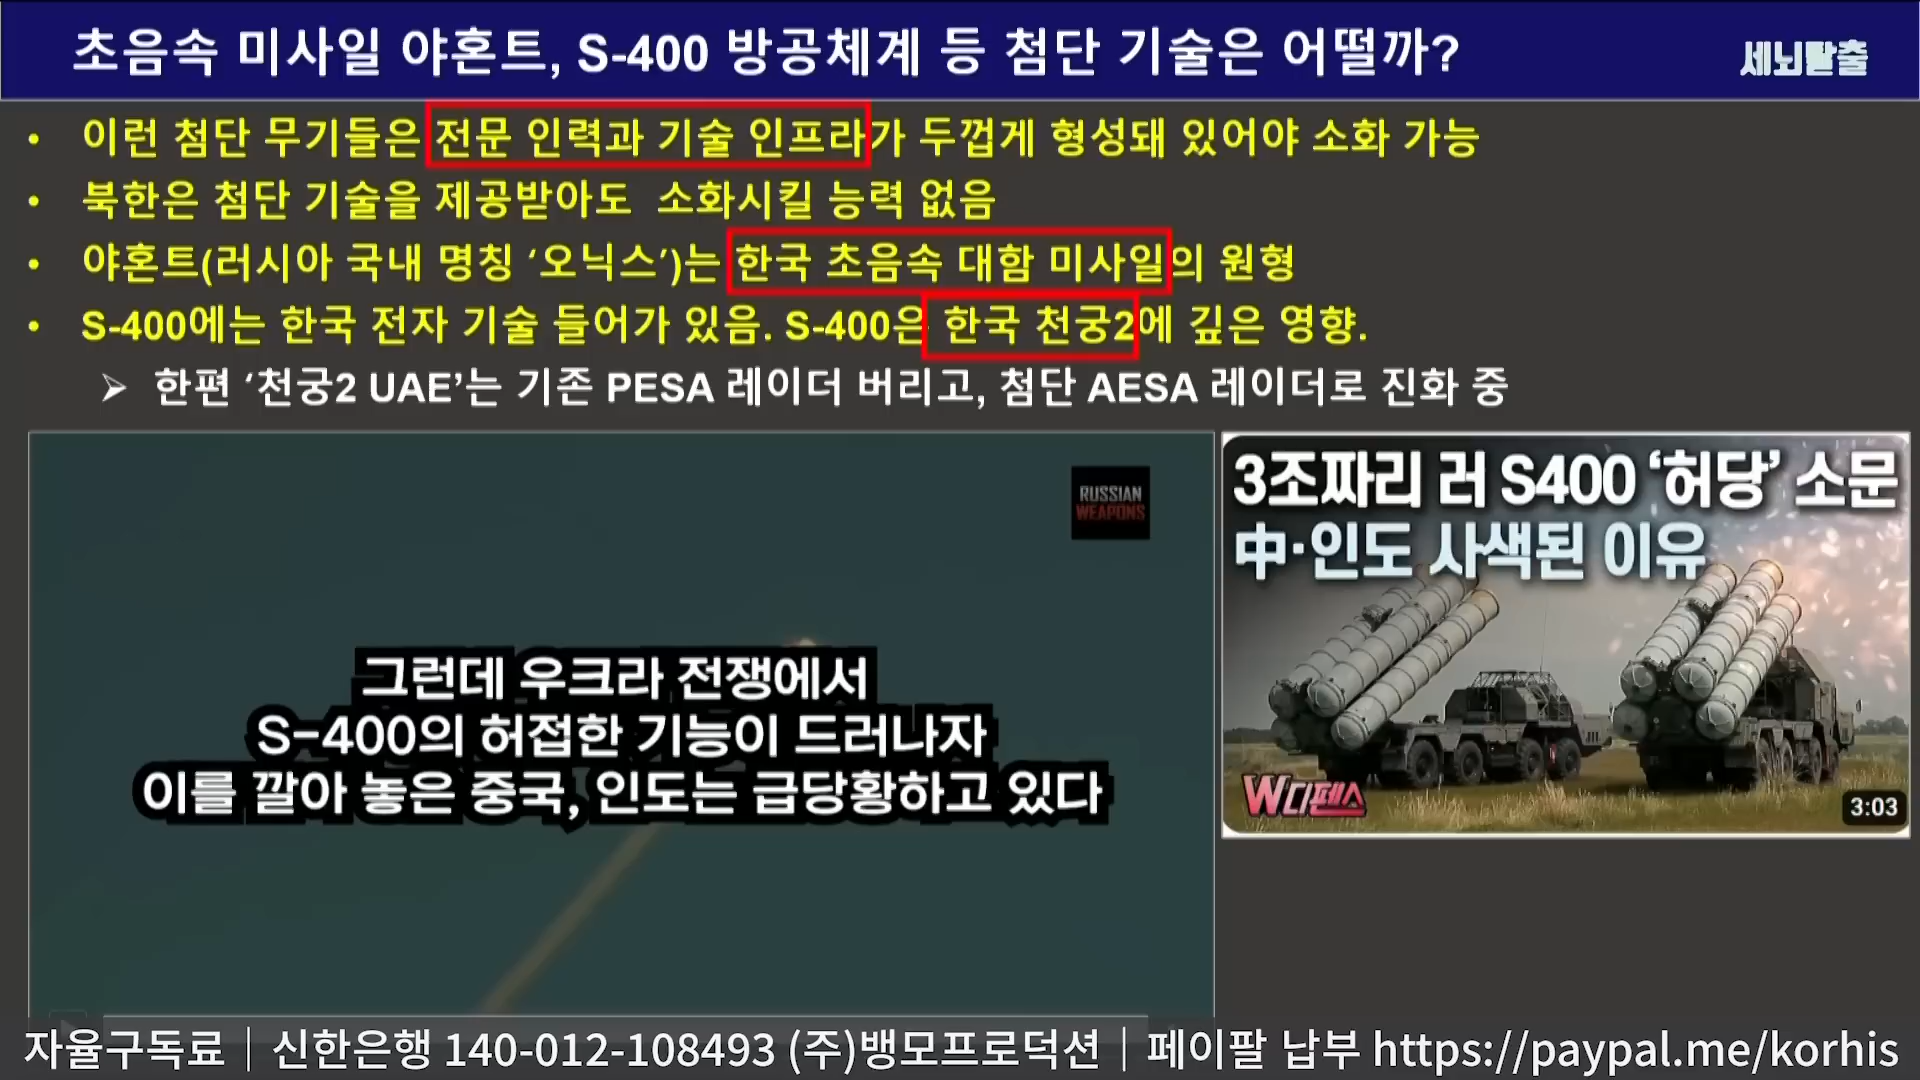 초음속 미사일 야혼트, S-400 방공체계 등 첨단 기술은 어떨까?
세뇌탈출
• 이런 첨단 무기들은 전문 인력과 기술 인프라가 두껍게 형성돼 있어야 소화 가능
• 북한은 첨단 기술을 제공받아도 소화시킬 능력 없음
• 야혼트(러시아 국내 명칭 ‘오닉스’)는 한국 초음속 대함 미사일의 원형
• S-400에는 한국 전자 기술 들어가 있음. S-400은 한국 천궁2에 깊은 영향.
➢ 한편 ‘천궁2 UAE’는 기존 PESA 레이더 버리고, 첨단 AESA 레이더로 진화 중
RUSSIAN
WEAPONS
그런데 우크라 전쟁에서
S-400의 허접한 기능이 드러나자
이를 깔아 놓은 중국, 인도는 급당황하고 있다
3조짜리 러 S400 ‘허당’ 소문
中·인도 사색된 이유
W디펜스
3:03
자율구독료｜신한은행 140-012-108493 (주)뱅모프로덕션｜페이팔 납부 https://paypal.me/korhis